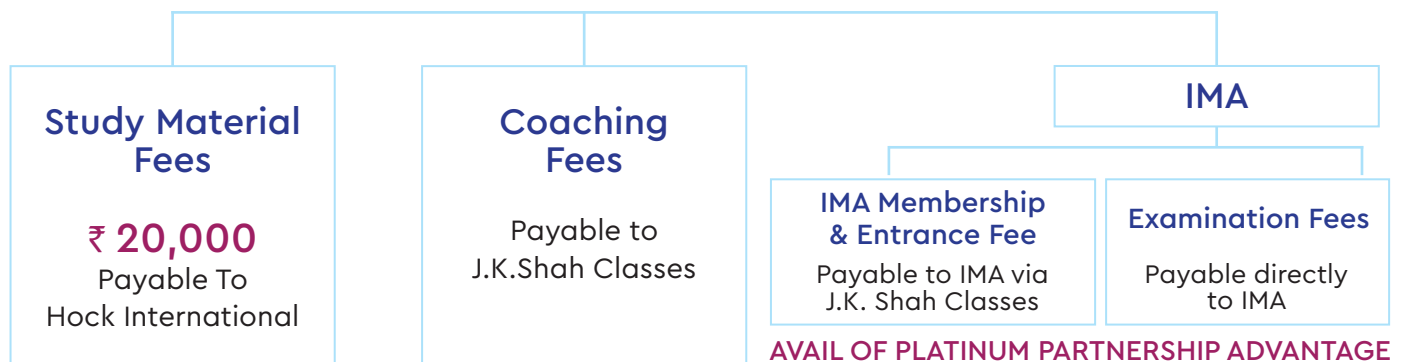 Study Material
Fees
₹ 20,000
Payable To
Hock International
Coaching
Fees
Payable to
J.K.Shah Classes
IMA
IMA Membership
& Entrance Fee
Payable to IMA via
J.K. Shah Classes
Examination Fees
Payable directly
to IMA
AVAIL OF PLATINUM PARTNERSHIP ADVANTAGE